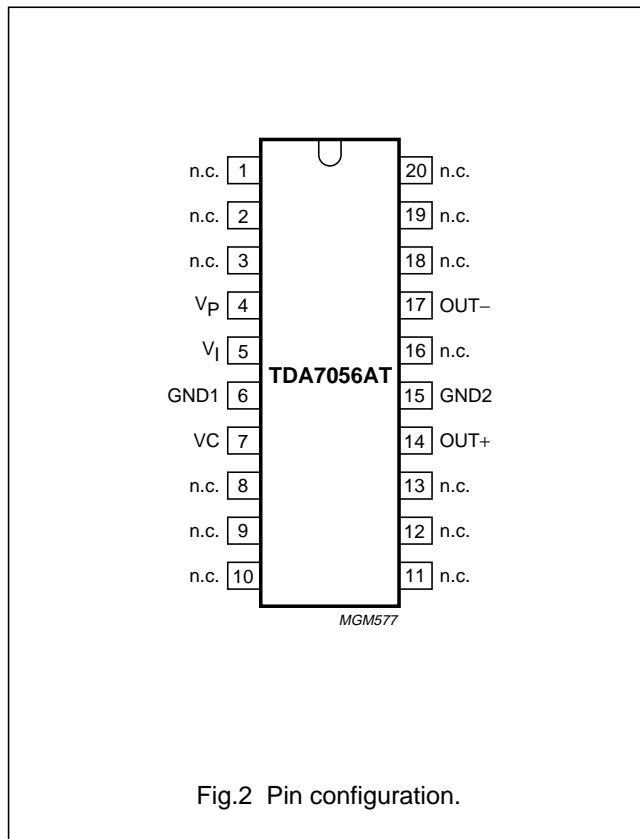 n.c. 1 20 n.c.
n.c. 2 19 n.c.
n.c. 3 18 n.c.
VP 4 17 OUT−
VI 5 16 n.c.
TDA7056AT
GND1 6 15 GND2
VC 7 14 OUT+
n.c. 8 13 n.c.
n.c. 9 12 n.c.
n.c. 10 11 n.c.
MGM577
Fig.2 Pin configuration.